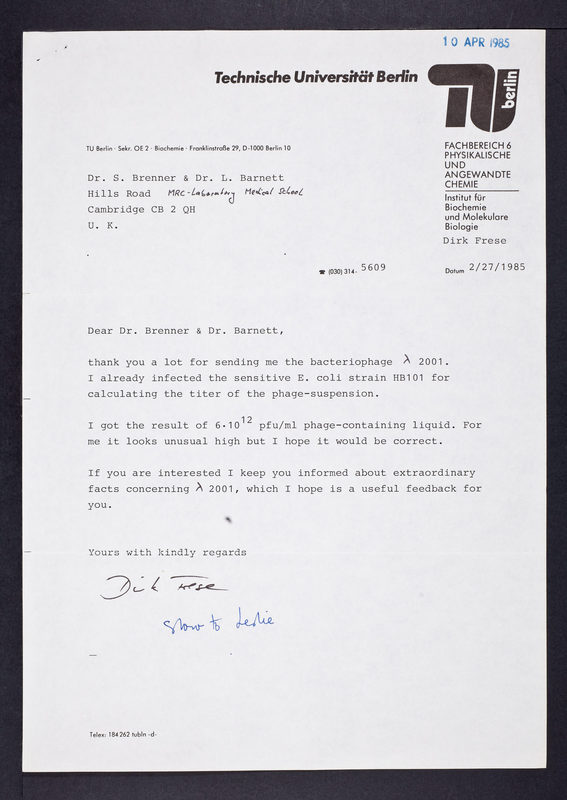 10 APR 1985
Technische Universität Berlin
TU berlin
TU Berlin · Sekr. OE 2 · Biochemie · Franklinstraße 29, D-1000 Berlin 10
FACHBEREICH 6
PHYSIKALISCHE
UND
ANGEWANDTE
CHEMIE
Institut für
Biochemie
und Molekulare
Biologie
Dirk Frese
Dr. S. Brenner & Dr. L. Barnett
Hills Road MRC-Laboratory Medical School
Cambridge CB 2 QH
U. K.
☎ (030) 314- 5609
Datum 2/27/1985
Dear Dr. Brenner & Dr. Barnett,
thank you a lot for sending me the bacteriophage λ 2001.
I already infected the sensitive E. coli strain HB101 for
calculating the titer of the phage-suspension.
I got the result of 6·10¹² pfu/ml phage-containing liquid. For
me it looks unusual high but I hope it would be correct.
If you are interested I keep you informed about extraordinary
facts concerning λ 2001, which I hope is a useful feedback for
you.
Yours with kindly regards
Dirk Frese
show to Leslie
Telex: 184262 tubln -d-